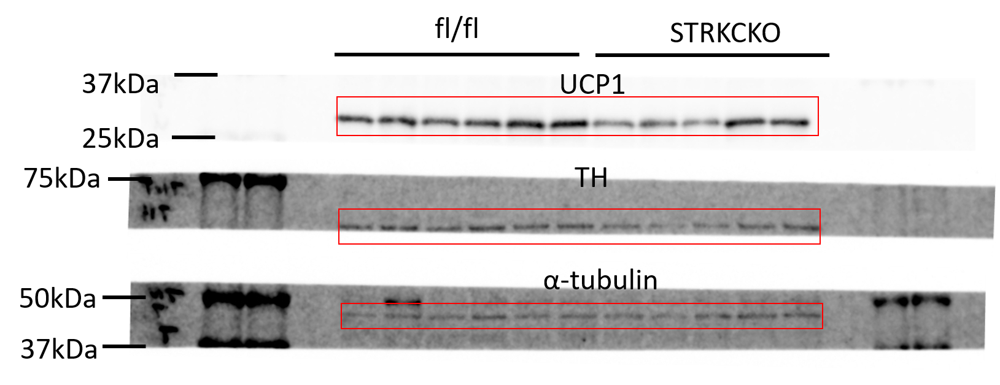 fl/fl
STRKCKO
37kDa
UCP1
25kDa
75kDa
TH
α-tubulin
50kDa
37kDa